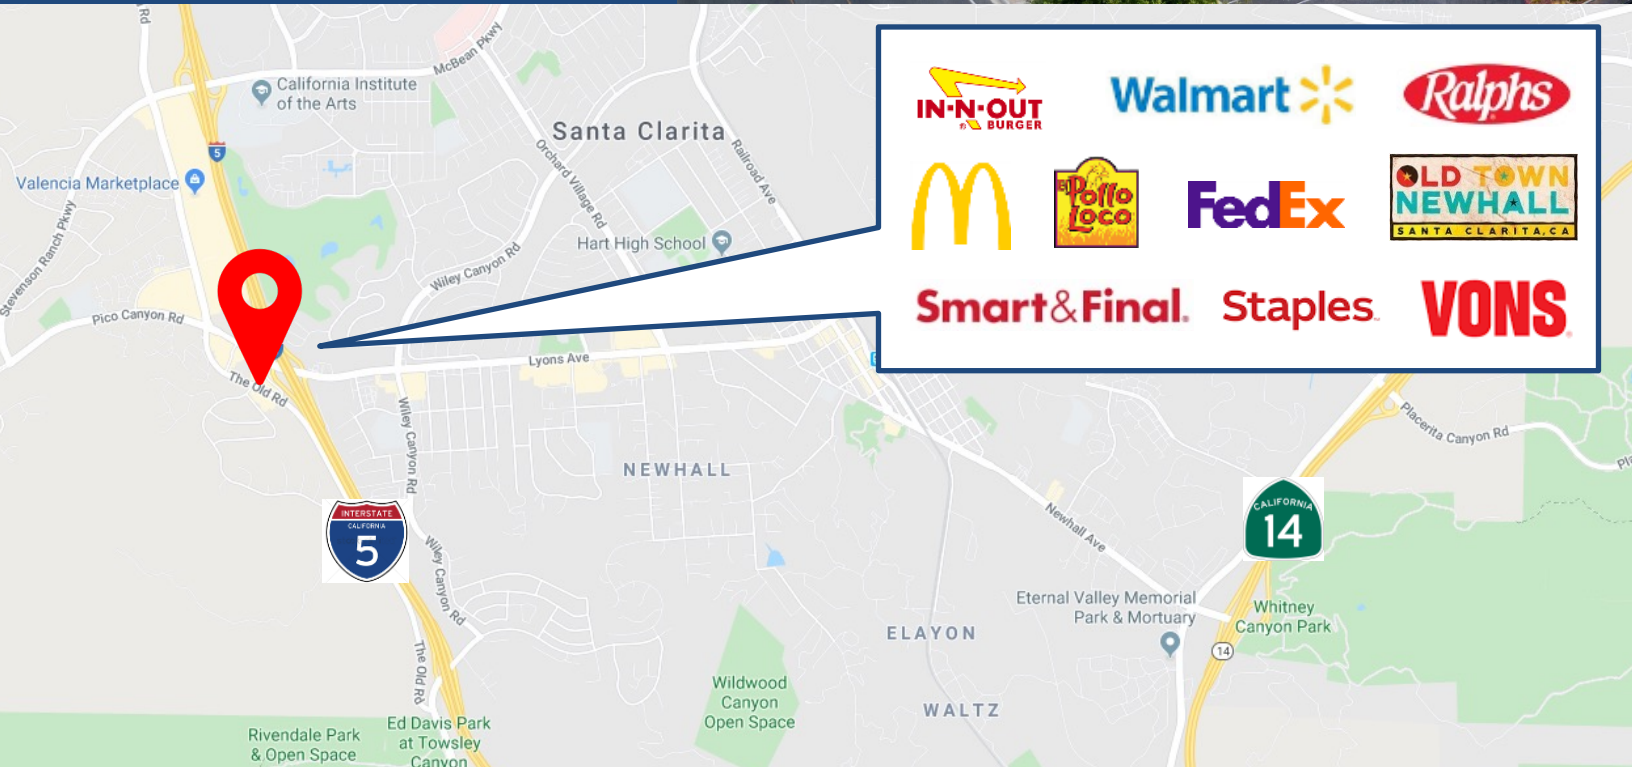 Rd
McBean Pkwy
California Institute
of the Arts
5
Santa Clarita
Orchard Village Rd
Railroad Ave
Valencia Marketplace
Stevenson Ranch Pkwy
Hart High School
Wiley Canyon Rd
Pico Canyon Rd
Lyons Ave
The Old Rd
IN-N-OUT
BURGER
Walmart
Ralphs
El Pollo
Loco
FedEx
OLD TOWN
NEWHALL
SANTA CLARITA, CA
Smart&Final.
Staples
VONS
Wiley Canyon Rd
NEWHALL
Placerita Canyon Rd
INTERSTATE
CALIFORNIA
5
CALIFORNIA
14
Newhall Ave
Wiley Canyon Rd
Eternal Valley Memorial
Park & Mortuary
Whitney
Canyon Park
14
ELAYON
The Old Rd
Wildwood
Canyon
Open Space
WALTZ
Rivendale Park
& Open Space
Ed Davis Park
at Towsley
Canyon